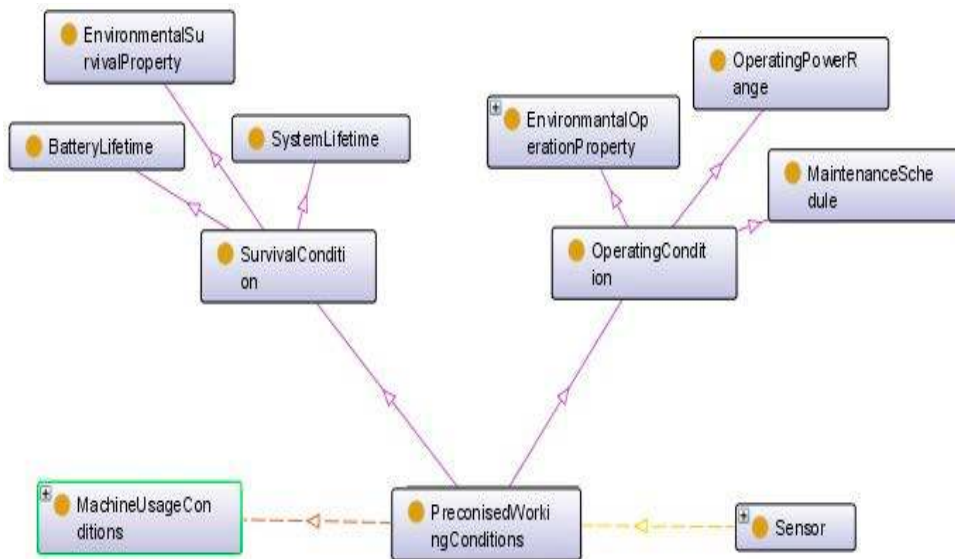 EnvironmentalSu
rvivalProperty
OperatingPowerR
ange
EnvironmantalOp
erationProperty
BatteryLifetime
SystemLifetime
MaintenanceSche
dule
SurvivalConditi
on
OperatingCondit
ion
MachineUsageCon
ditions
PreconisedWorki
ngConditions
Sensor